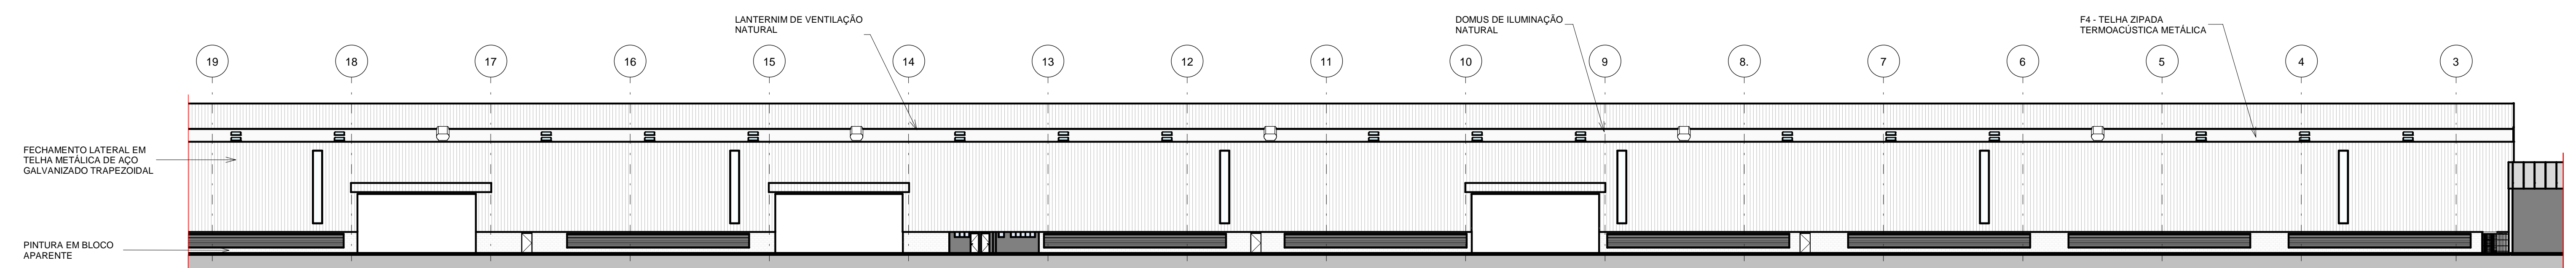 LANTERNIM DE VENTILAÇÃO
NATURAL
DOMUS DE ILUMINAÇÃO
NATURAL
F4 - TELHA ZIPADA
TERMOACÚSTICA METÁLICA
19 18 17 16 15 14 13 12 11 10 9 8. 7 6 5 4 3
FECHAMENTO LATERAL EM
TELHA METÁLICA DE AÇO
GALVANIZADO TRAPEZOIDAL
PINTURA EM BLOCO
APARENTE